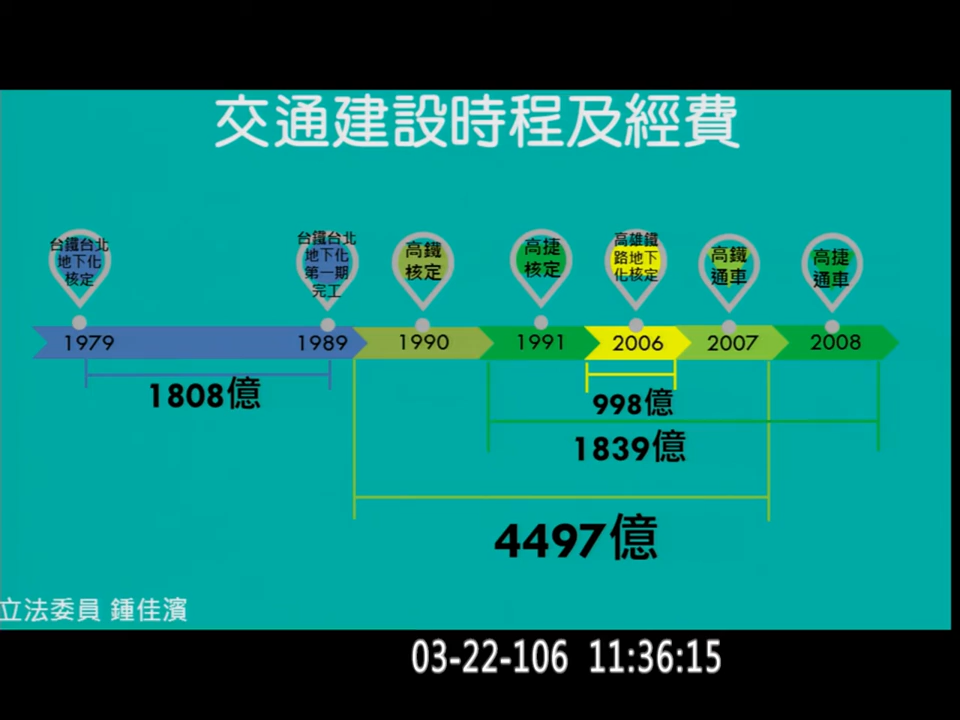 交通建設時程及經費
台鐵台北
地下化
核定
台鐵台北
地下化
第一期
完工
高鐵
核定
高捷
核定
高雄鐵
路地下
化核定
高鐵
通車
高捷
通車
1979
1989
1990
1991
2006
2007
2008
1808億
998億
1839億
4497億
立法委員 鍾佳濱
03-22-106 11:36:15